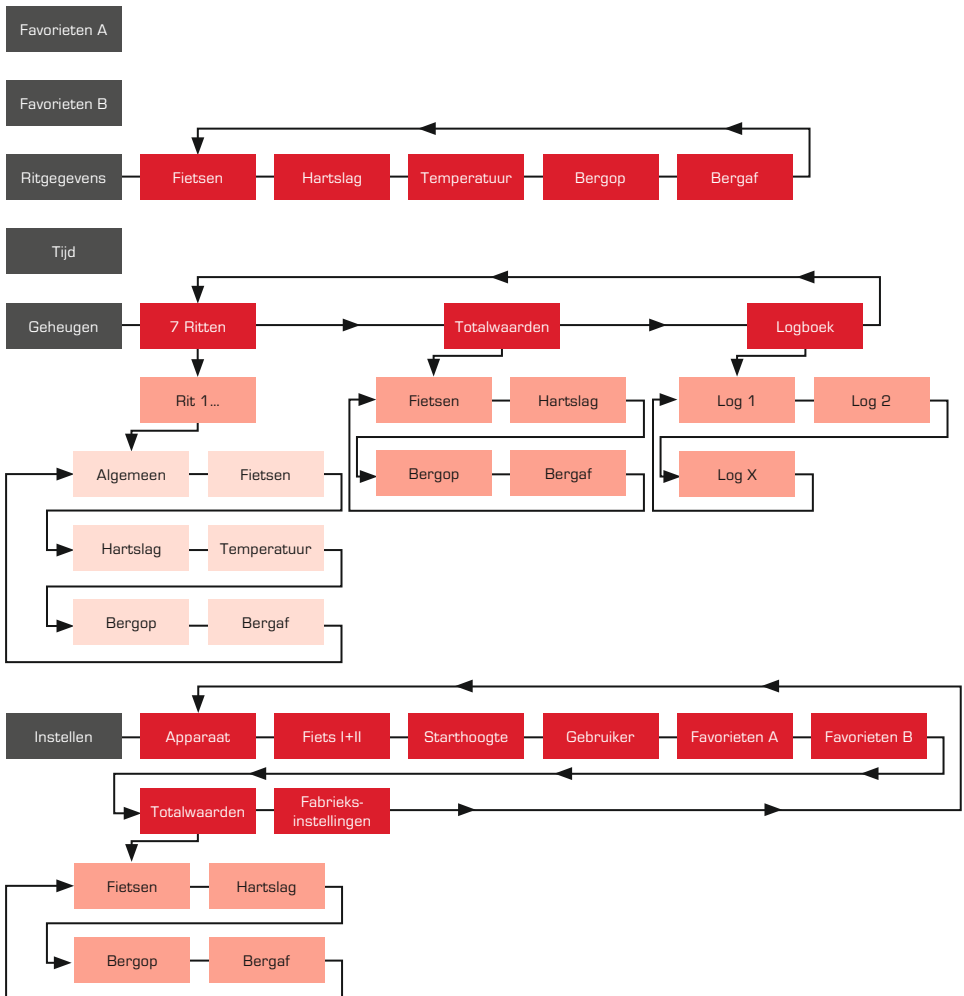 Favorieten A
Favorieten B
Ritgegevens
Fietsen
Hartslag
Temperatuur
Bergop
Bergaf
Tijd
Geheugen
7 Ritten
Totalwaarden
Logboek
Rit 1...
Fietsen
Hartslag
Log 1
Log 2
Algemeen
Fietsen
Bergop
Bergaf
Log X
Hartslag
Temperatuur
Bergop
Bergaf
Instellen
Apparaat
Fiets I+II
Starthoogte
Gebruiker
Favorieten A
Favorieten B
Totalwaarden
Fabrieks-
instellingen
Fietsen
Hartslag
Bergop
Bergaf